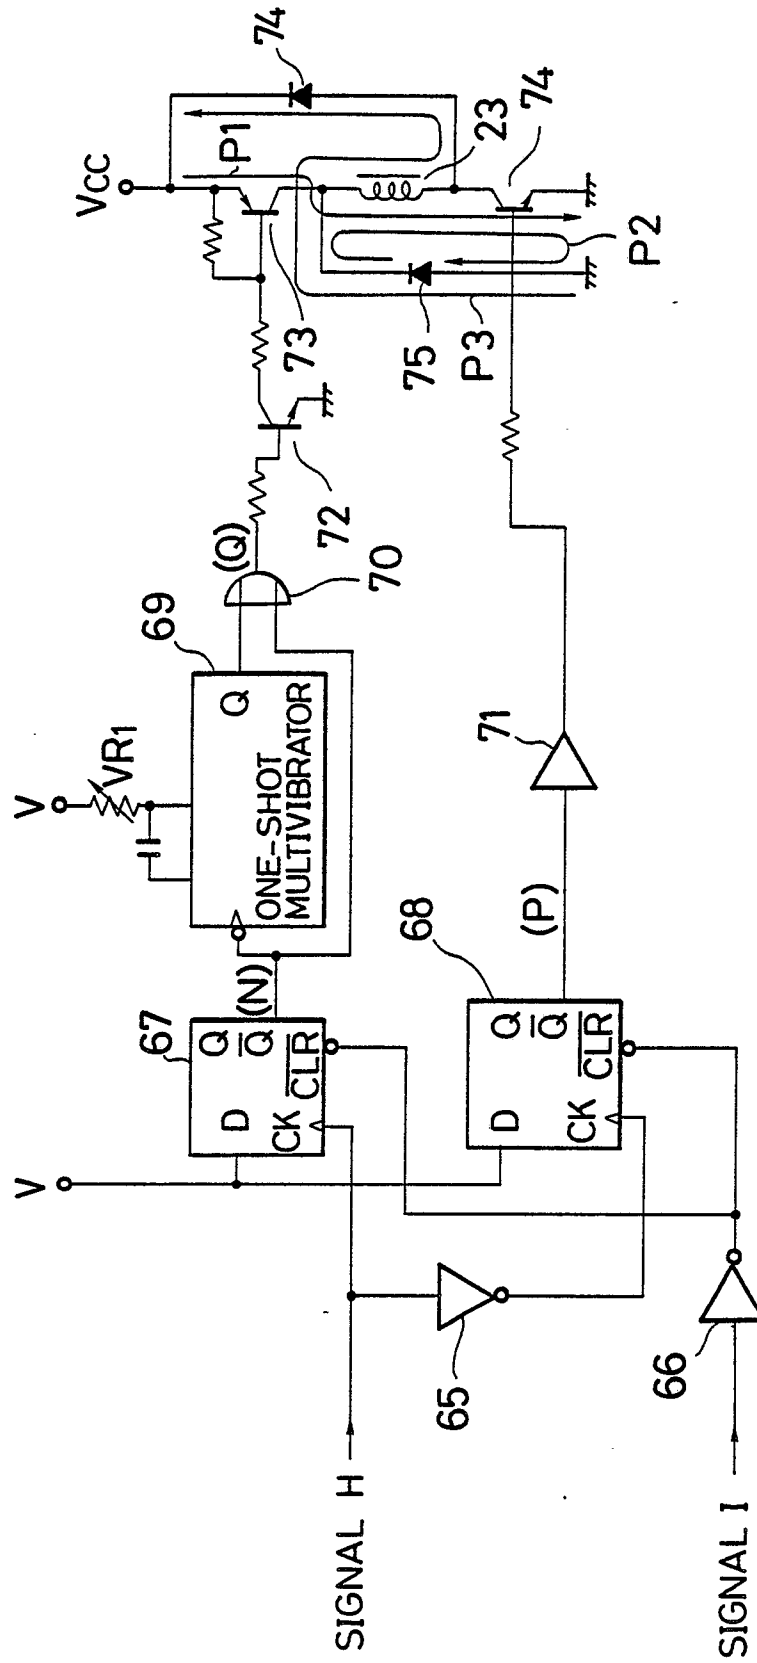 SIGNAL H
SIGNAL I
65
66
V
67
D
Q
Q
CK
CLR
(N)
68
D
Q
Q
CK
CLR
(P)
V
VR1
69
Q
ONE-SHOT
MULTIVIBRATOR
(Q)
70
71
72
73
VCC
P1
74
23
74
75
P3
P2